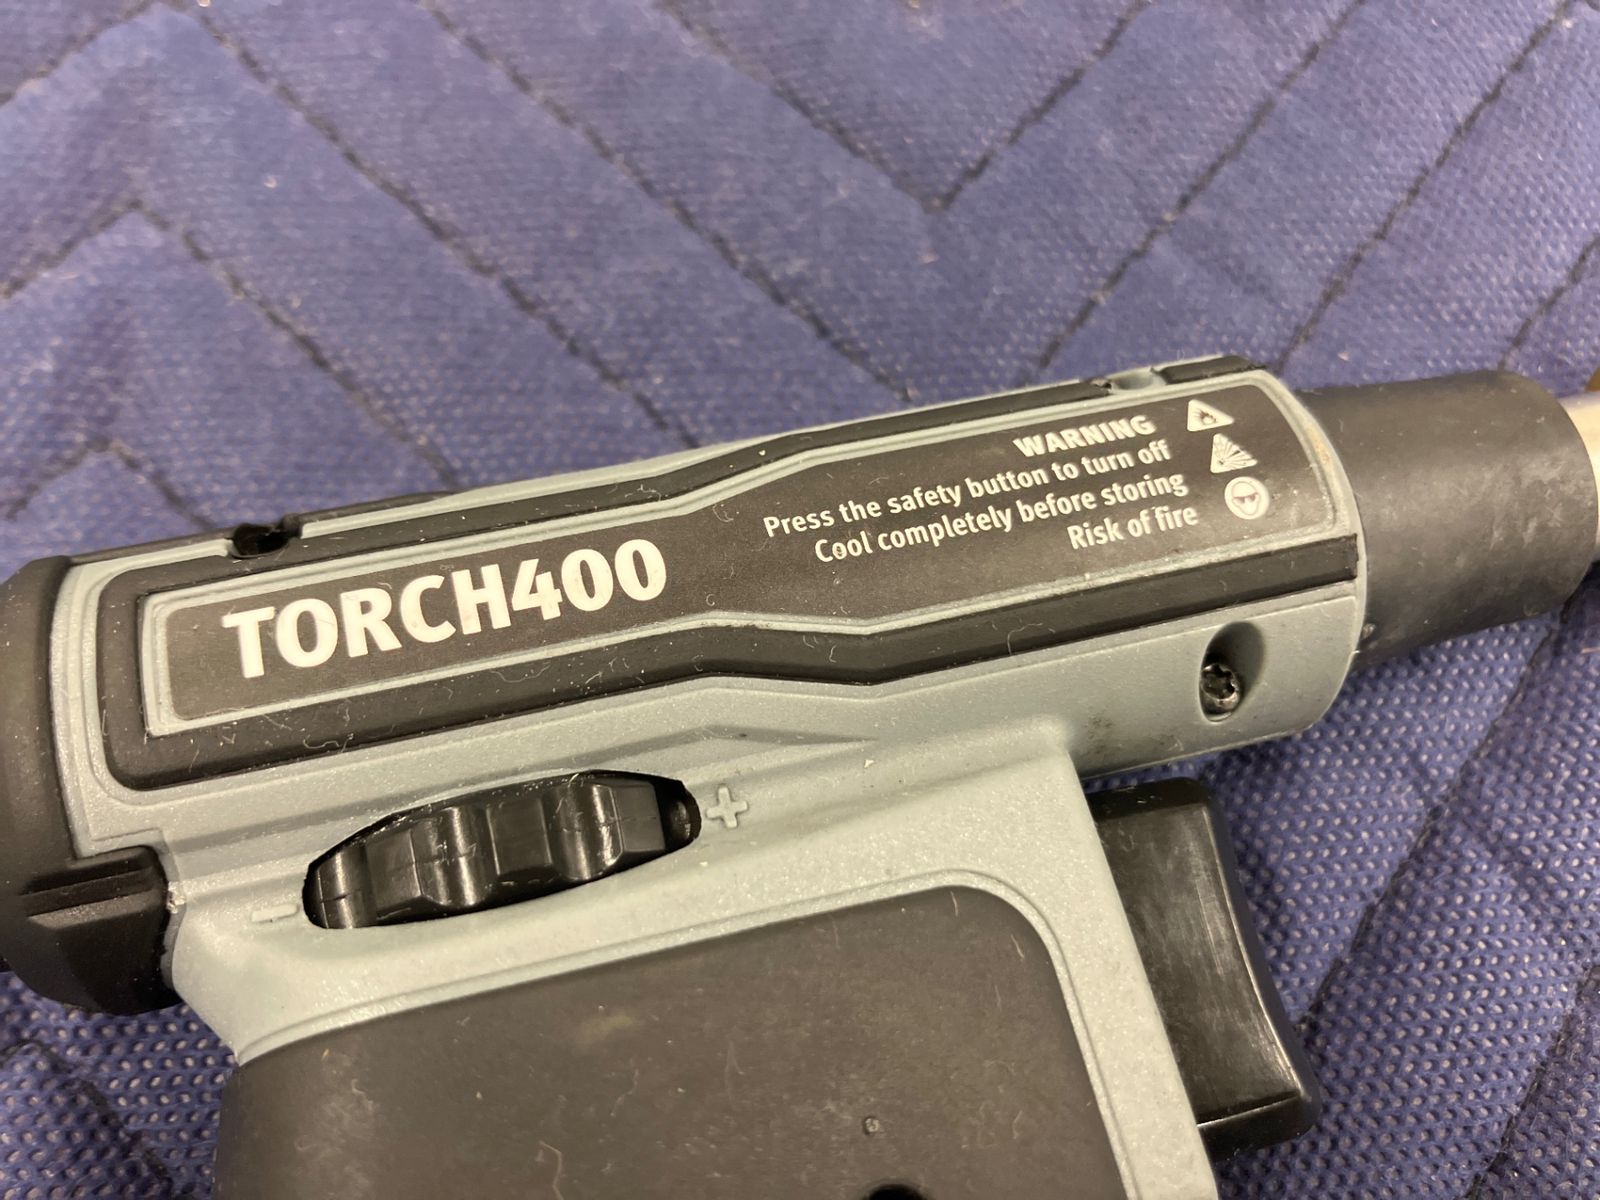 TORCH400
WARNING
Press the safety button to turn off
Cool completely before storing
Risk of fire
+
-